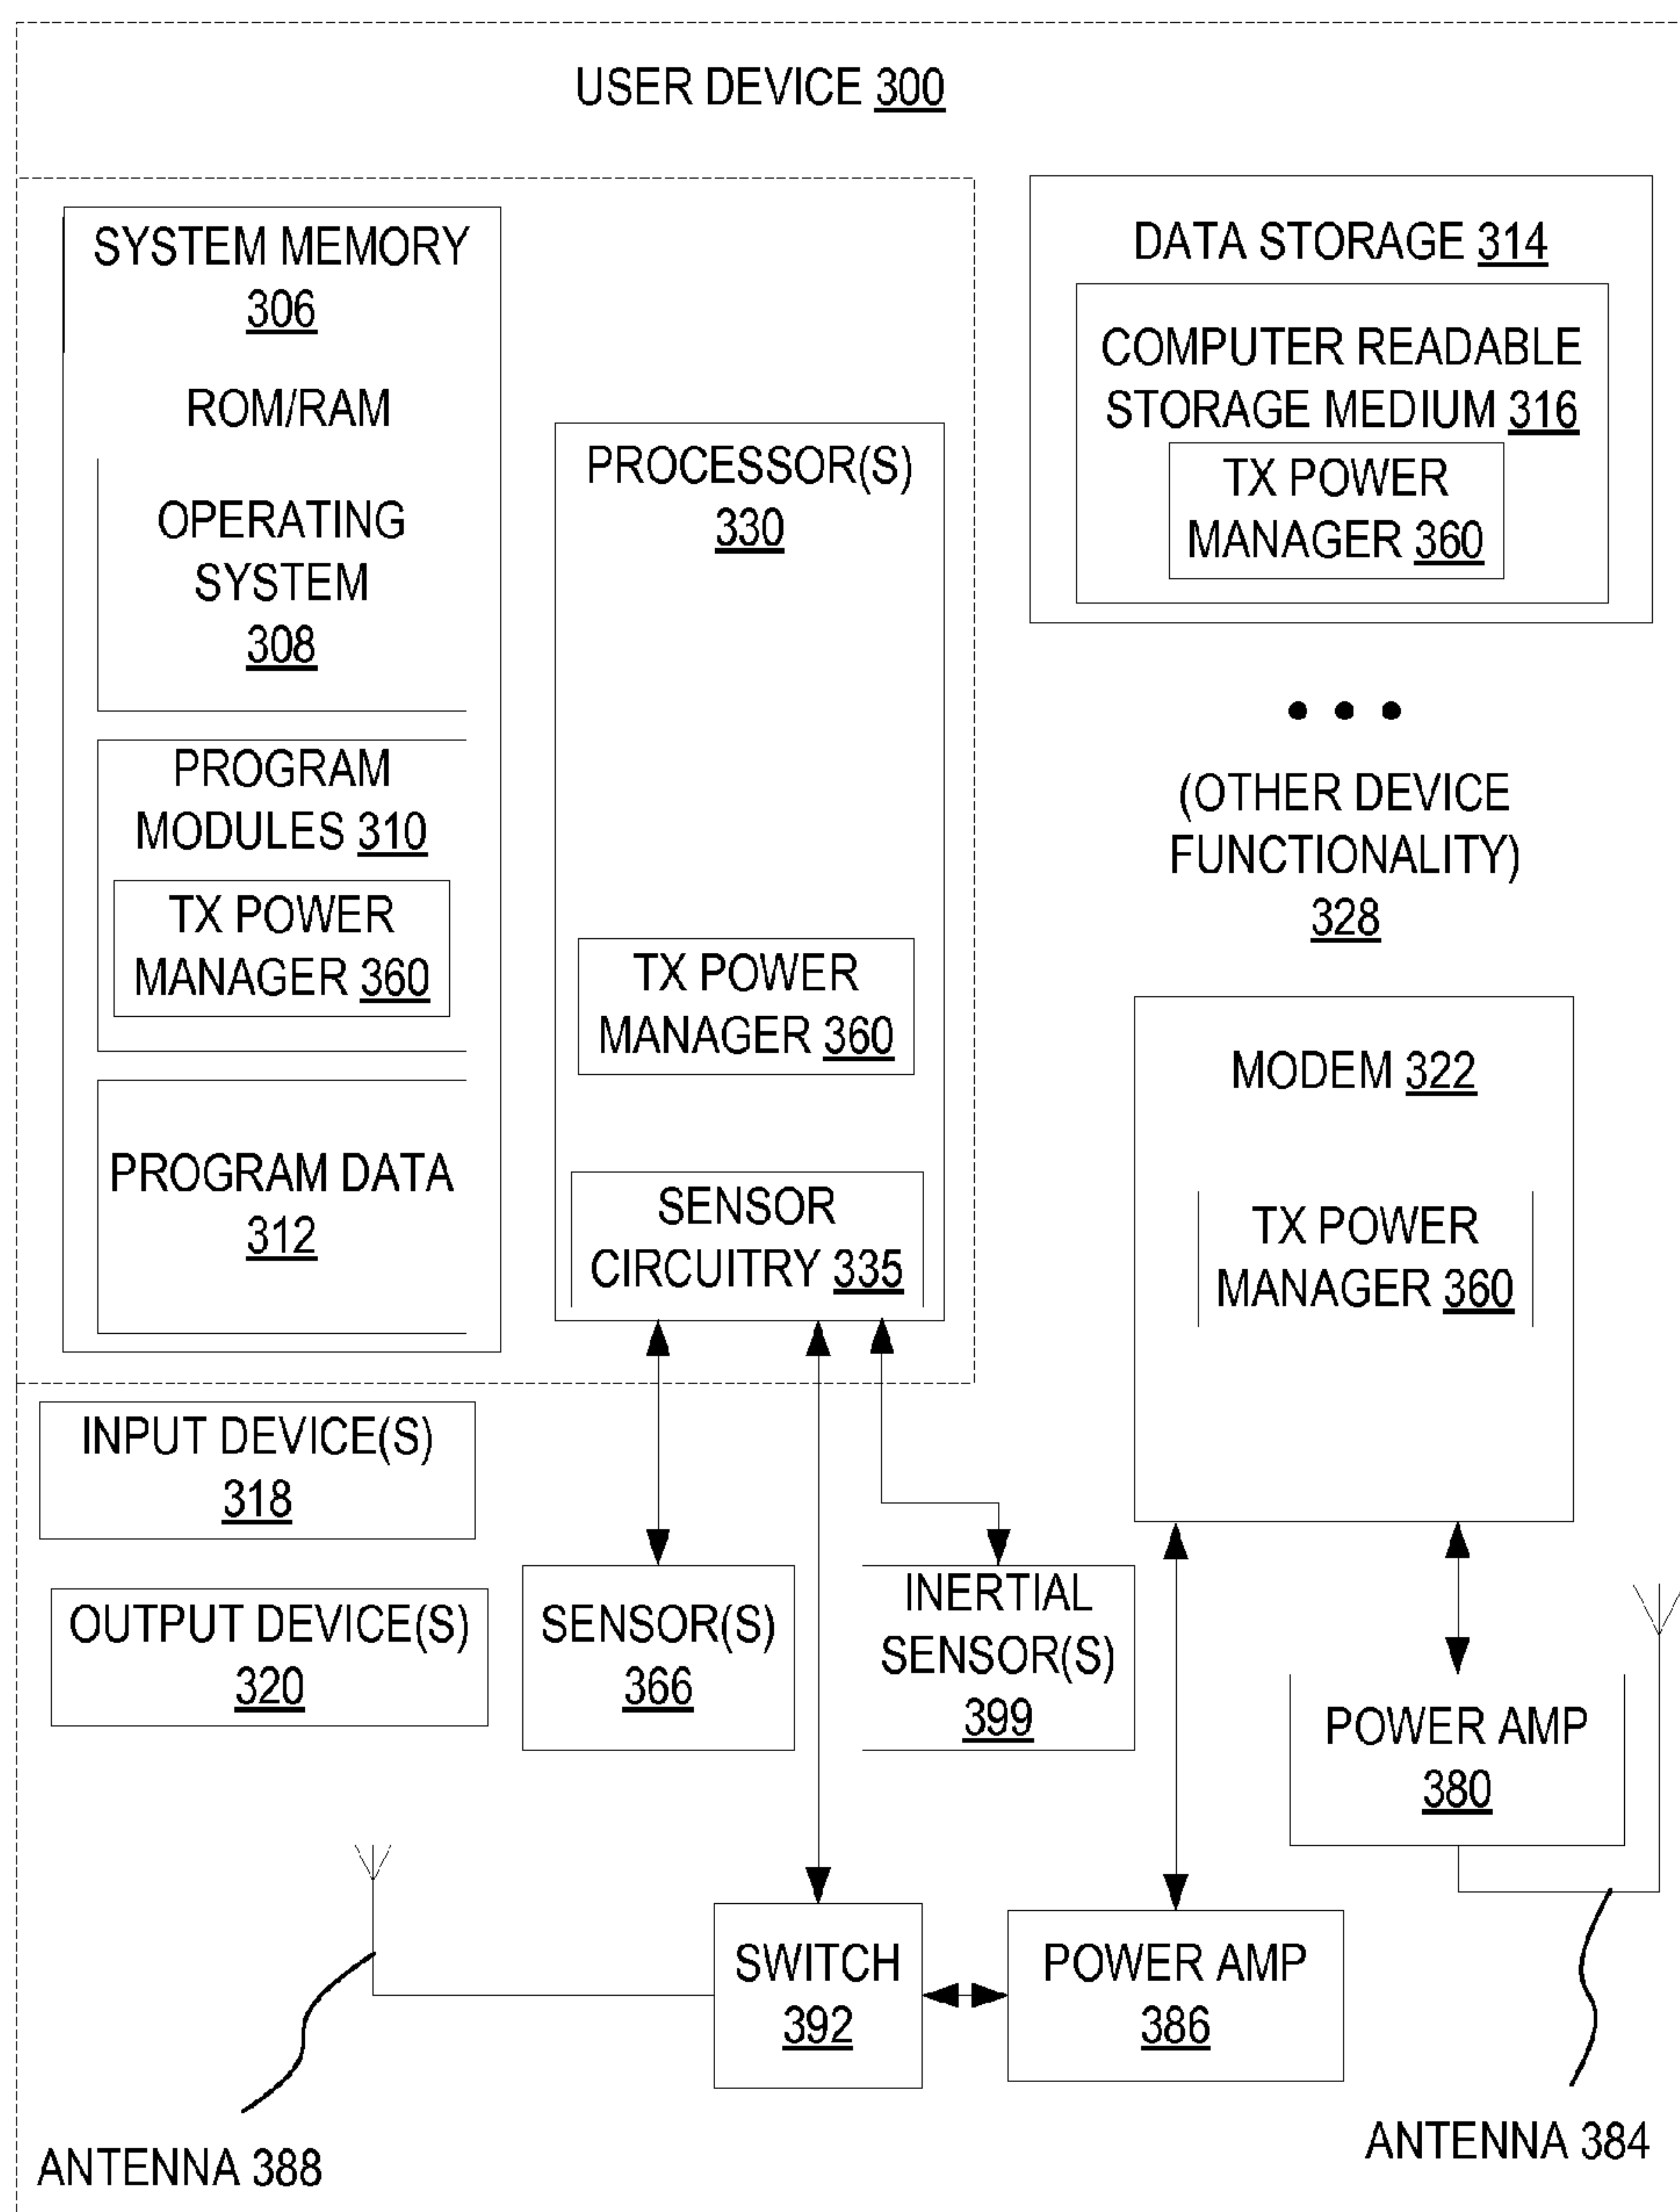 USER DEVICE 300
SYSTEM MEMORY
306
ROM/RAM
OPERATING
SYSTEM
308
PROGRAM
MODULES 310
TX POWER
MANAGER 360
PROGRAM DATA
312
PROCESSOR(S)
330
TX POWER
MANAGER 360
SENSOR
CIRCUITRY 335
DATA STORAGE 314
COMPUTER READABLE
STORAGE MEDIUM 316
TX POWER
MANAGER 360
(OTHER DEVICE
FUNCTIONALITY)
328
MODEM 322
TX POWER
MANAGER 360
INPUT DEVICE(S)
318
OUTPUT DEVICE(S)
320
SENSOR(S)
366
INERTIAL
SENSOR(S)
399
POWER AMP
380
SWITCH
392
POWER AMP
386
ANTENNA 388
ANTENNA 384